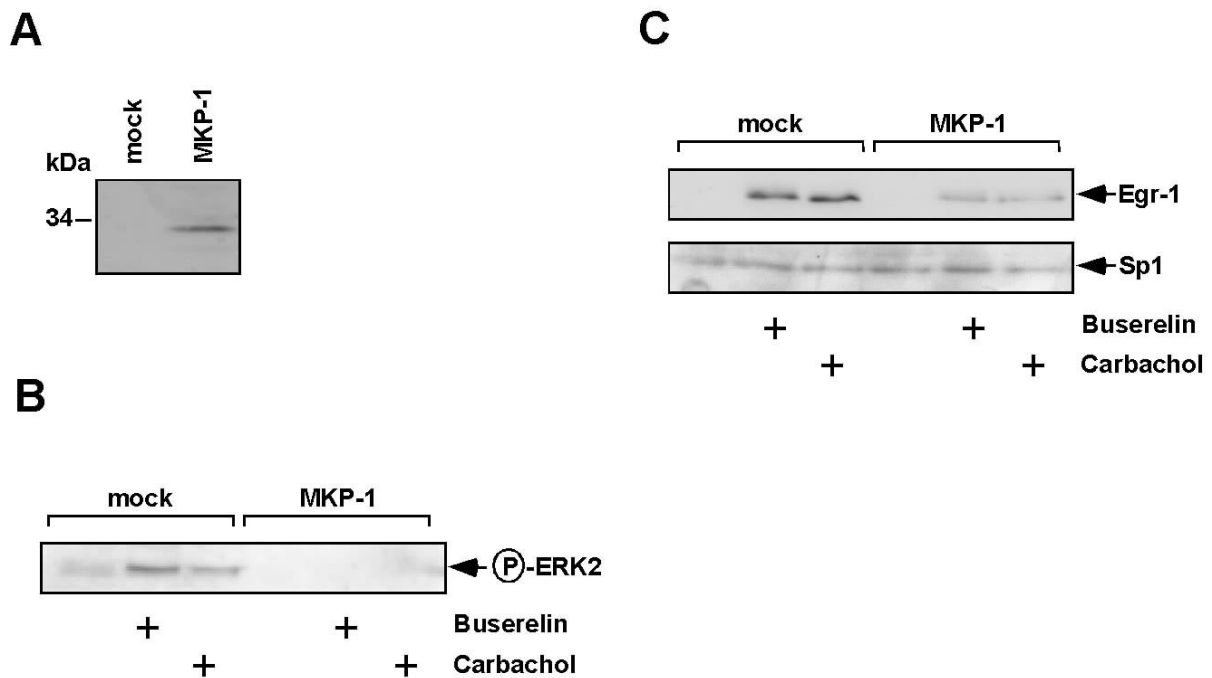 A
mock
MKP-1
kDa
34
B
mock MKP-1
P-ERK2
+ + Buserelin
+ + Carbachol
C
mock MKP-1
Egr-1
Sp1
+ + Buserelin
+ + Carbachol